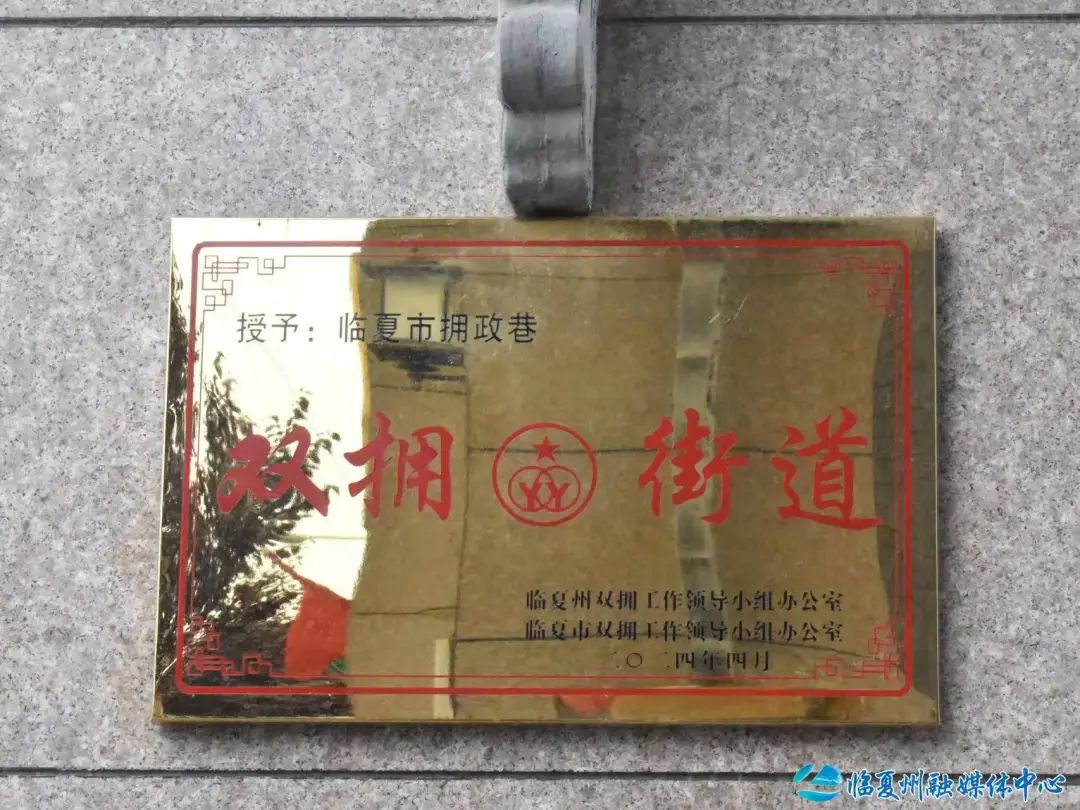 授予：临夏市拥政巷
双拥 街道
临夏州双拥工作领导小组办公室
临夏市双拥工作领导小组办公室
二〇二四年四月
临夏州融媒体中心